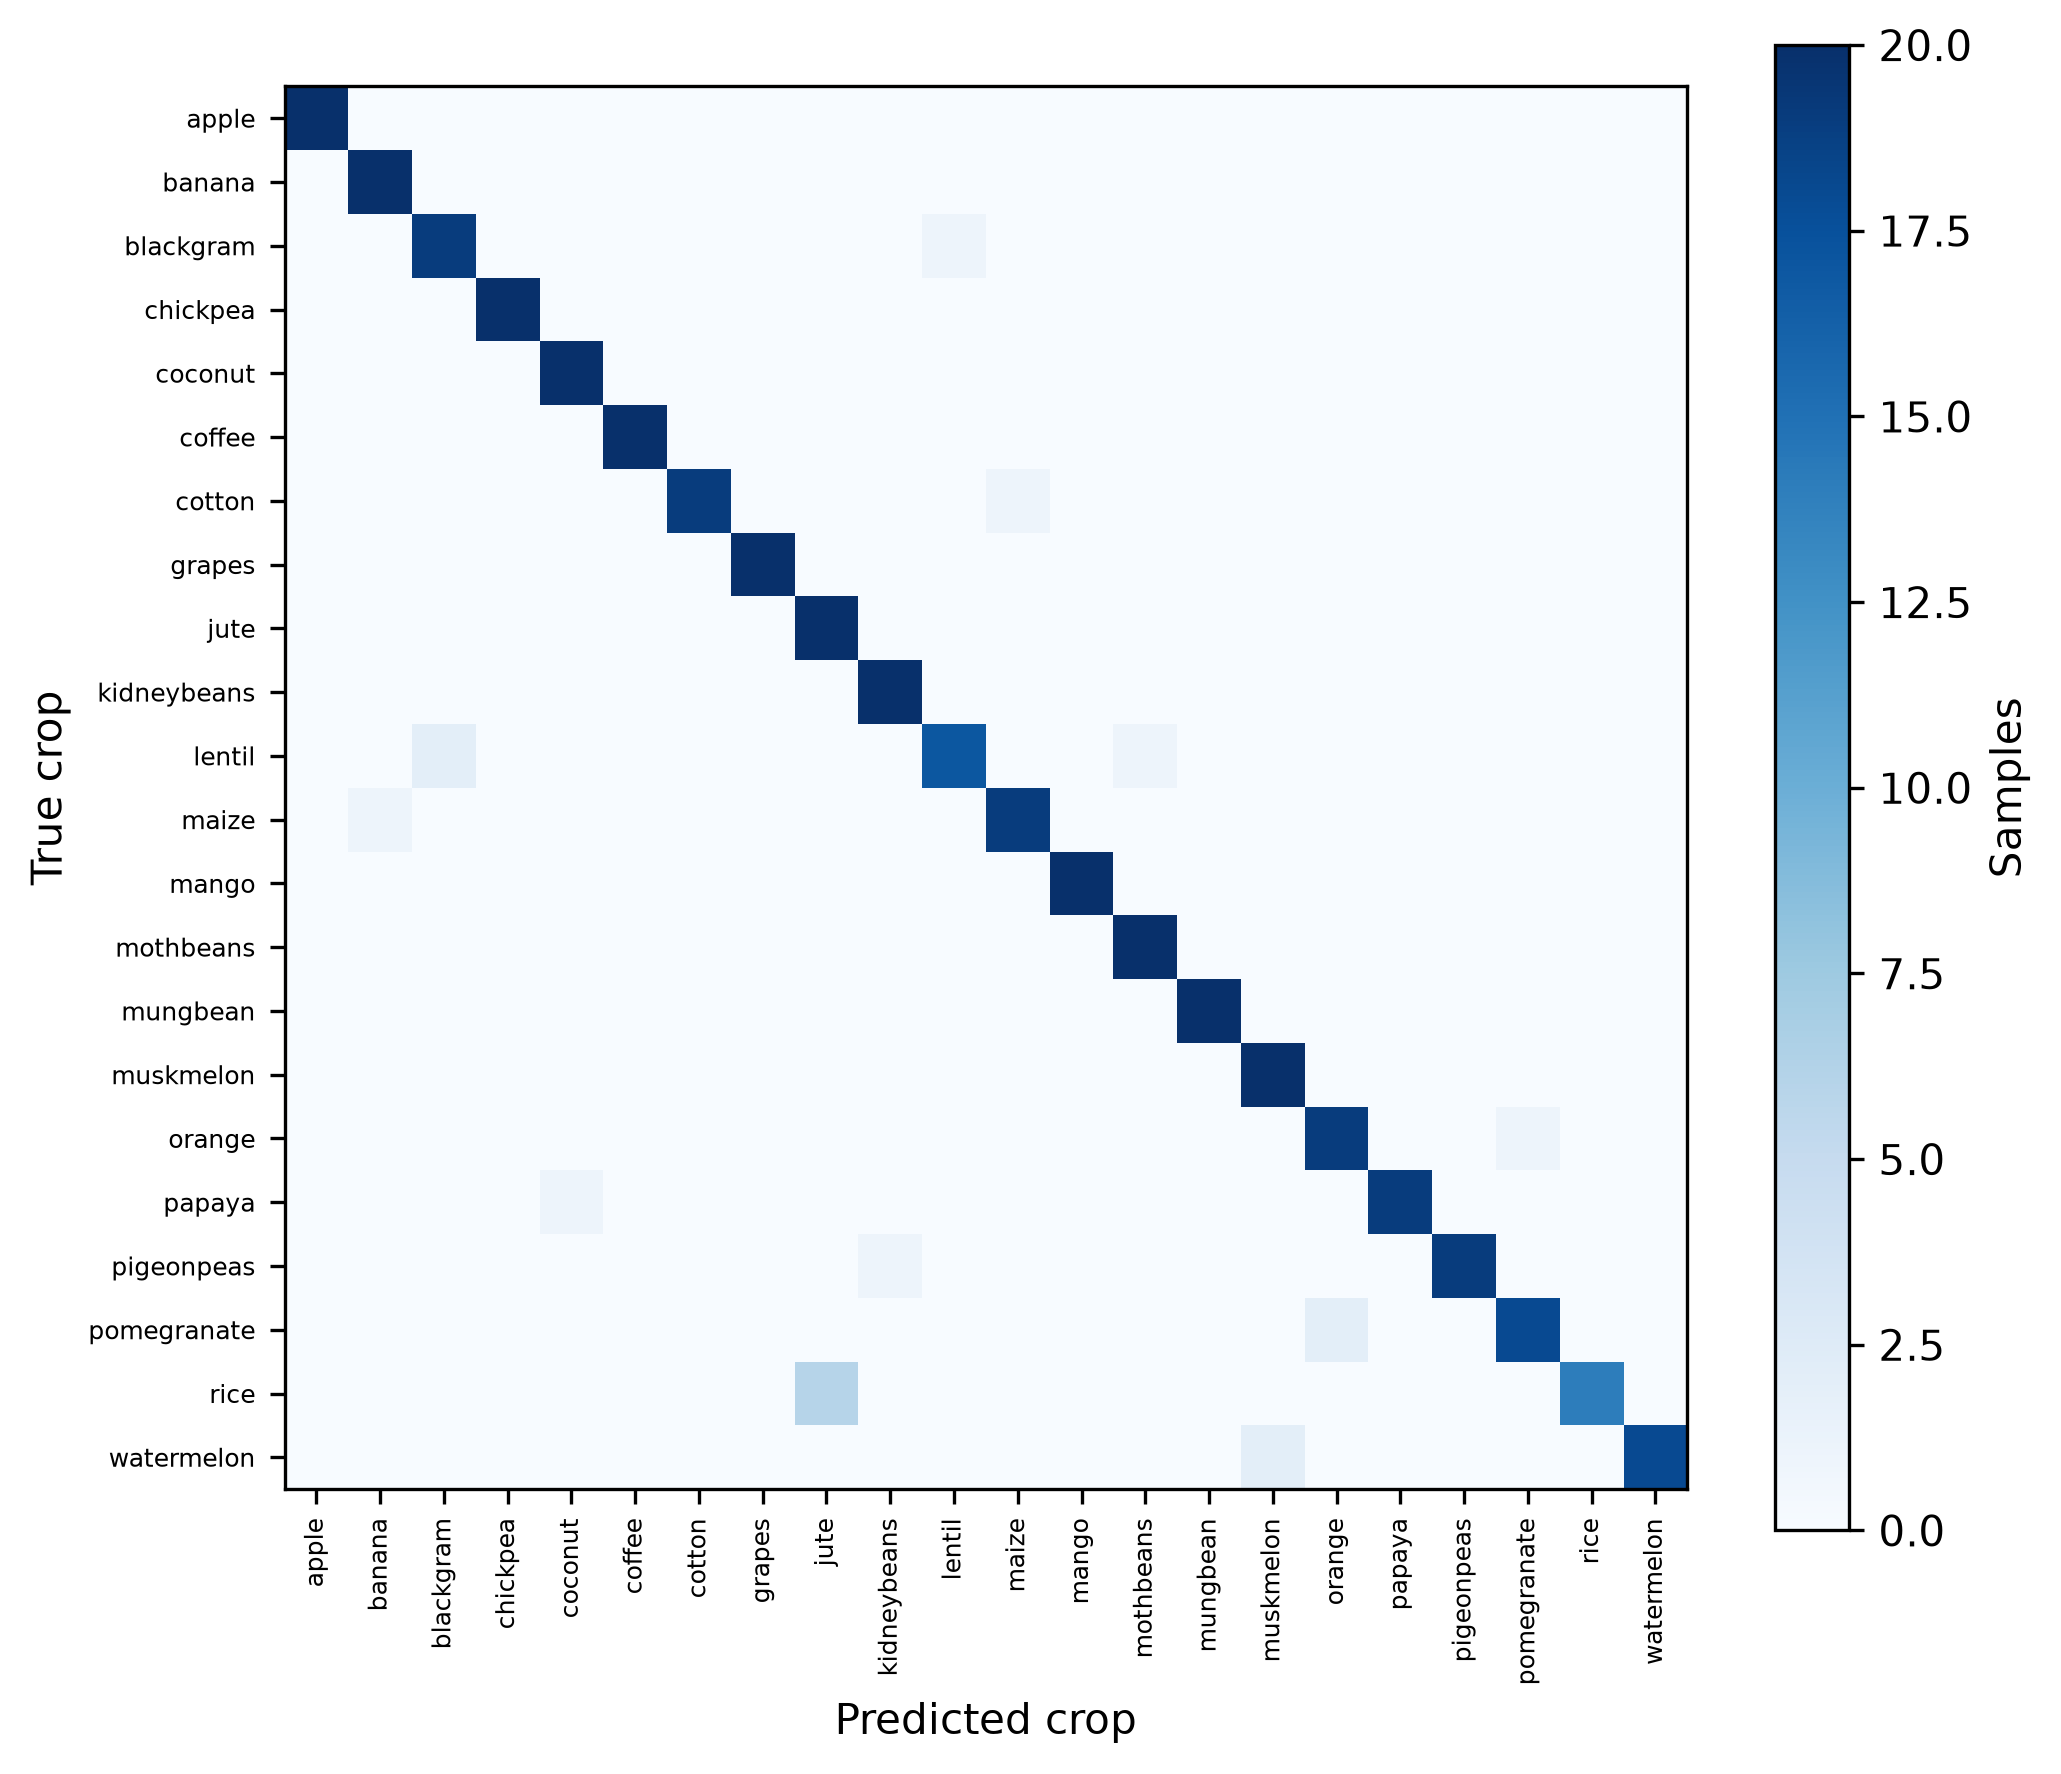 apple
banana
blackgram
chickpea
coconut
coffee
cotton
grapes
jute
kidneybeans
lentil
maize
mango
mothbeans
mungbean
muskmelon
orange
papaya
pigeonpeas
pomegranate
rice
watermelon
True crop
apple
banana
blackgram
chickpea
coconut
coffee
cotton
grapes
jute
kidneybeans
lentil
maize
mango
mothbeans
mungbean
muskmelon
orange
papaya
pigeonpeas
pomegranate
rice
watermelon
Predicted crop
20.0
17.5
15.0
12.5
10.0
7.5
5.0
2.5
0.0
Samples